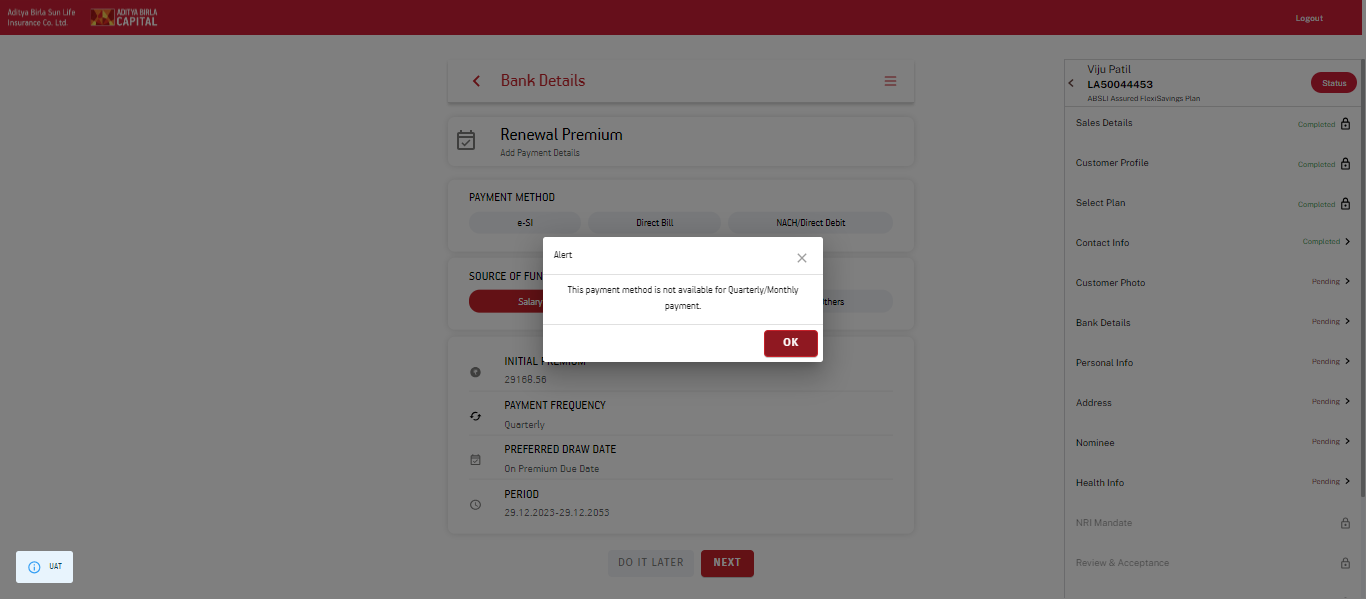 Aditya Birla Sun Life
Insurance Co. Ltd.
ADITYA BIRLA
CAPITAL
Logout
Bank Details
Renewal Premium
Add Payment Details
PAYMENT METHOD
e-SI
Direct Bill
NACH/Direct Debit
SOURCE OF FUN
Salary
thers
Alert
This payment method is not available for Quarterly/Monthly
payment.
OK
INITIAL PREMIUM
29168.56
PAYMENT FREQUENCY
Quarterly
PREFERRED DRAW DATE
On Premium Due Date
PERIOD
29.12.2023-29.12.2053
DO IT LATER
NEXT
UAT
Viju Patil
LA50044453
ABSLI Assured FlexiSavings Plan
Status
Sales Details Completed
Customer Profile Completed
Select Plan Completed
Contact Info Completed
Customer Photo Pending
Bank Details Pending
Personal Info Pending
Address Pending
Nominee Pending
Health Info Pending
NRI Mandate
Review & Acceptance